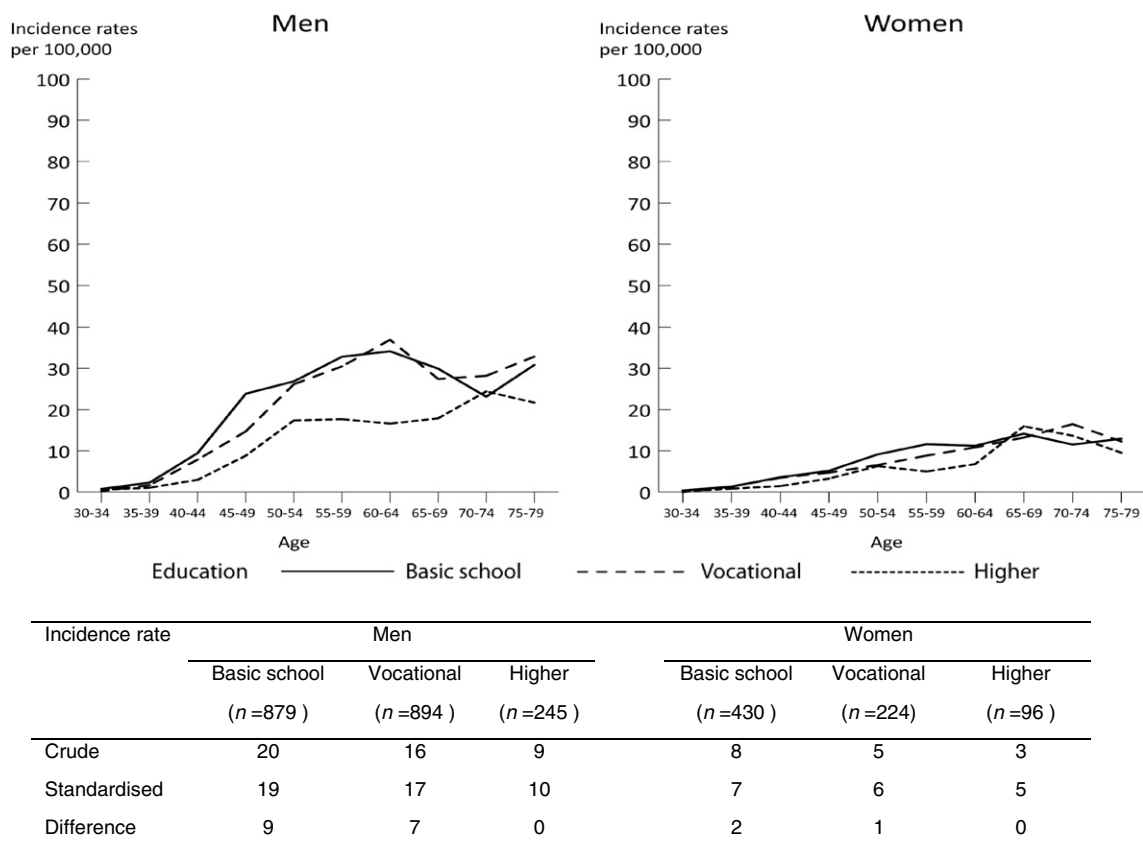 Men
Incidence rates
per 100,000
100
90
80
70
60
50
40
30
20
10
0
30-34 35-39 40-44 45-49 50-54 55-59 60-64 65-69 70-74 75-79
Age
Women
Incidence rates
per 100,000
100
90
80
70
60
50
40
30
20
10
0
30-34 35-39 40-44 45-49 50-54 55-59 60-64 65-69 70-74 75-79
Age
Education Basic school Vocational Higher
Incidence rate Men Women
Basic school Vocational Higher Basic school Vocational Higher
(n =879 ) (n =894 ) (n =245 ) (n =430 ) (n =224) (n =96 )
Crude 20 16 9 8 5 3
Standardised 19 17 10 7 6 5
Difference 9 7 0 2 1 0